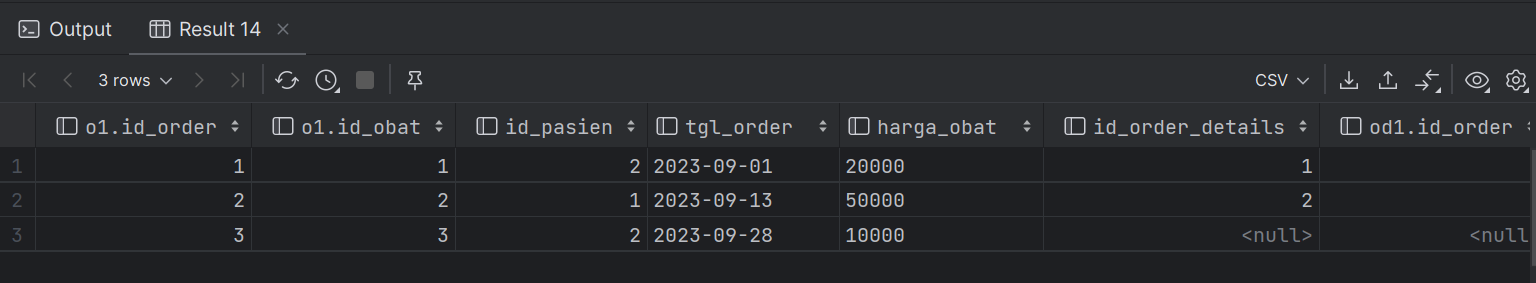 Output Result 14
3 rows CSV
o1.id_order o1.id_obat id_pasien tgl_order harga_obat id_order_details od1.id_order
1 1 1 2 2023-09-01 20000 1
2 2 2 1 2023-09-13 50000 2
3 3 3 2 2023-09-28 10000 <null> <null